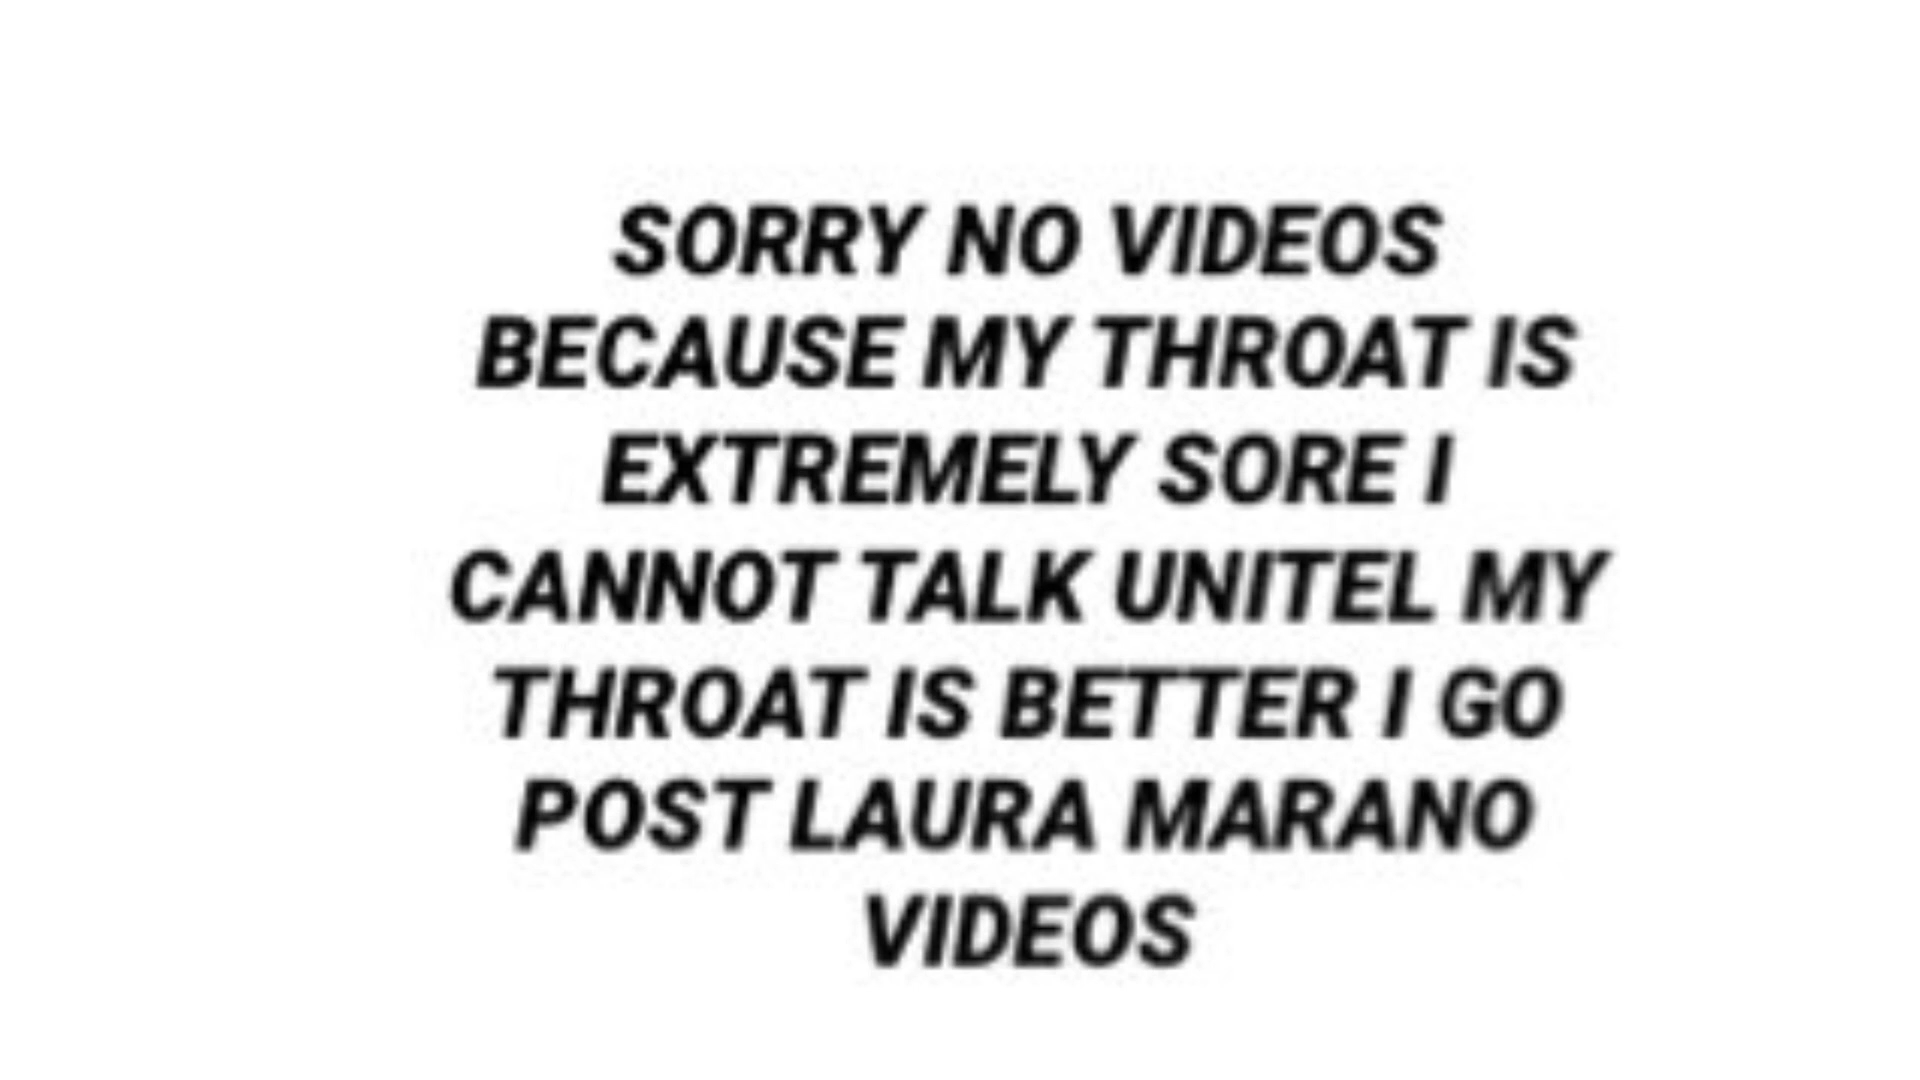 SORRY NO VIDEOS
BECAUSE MY THROAT IS
EXTREMELY SORE I
CANNOT TALK UNITEL MY
THROAT IS BETTER I GO
POST LAURA MARANO
VIDEOS